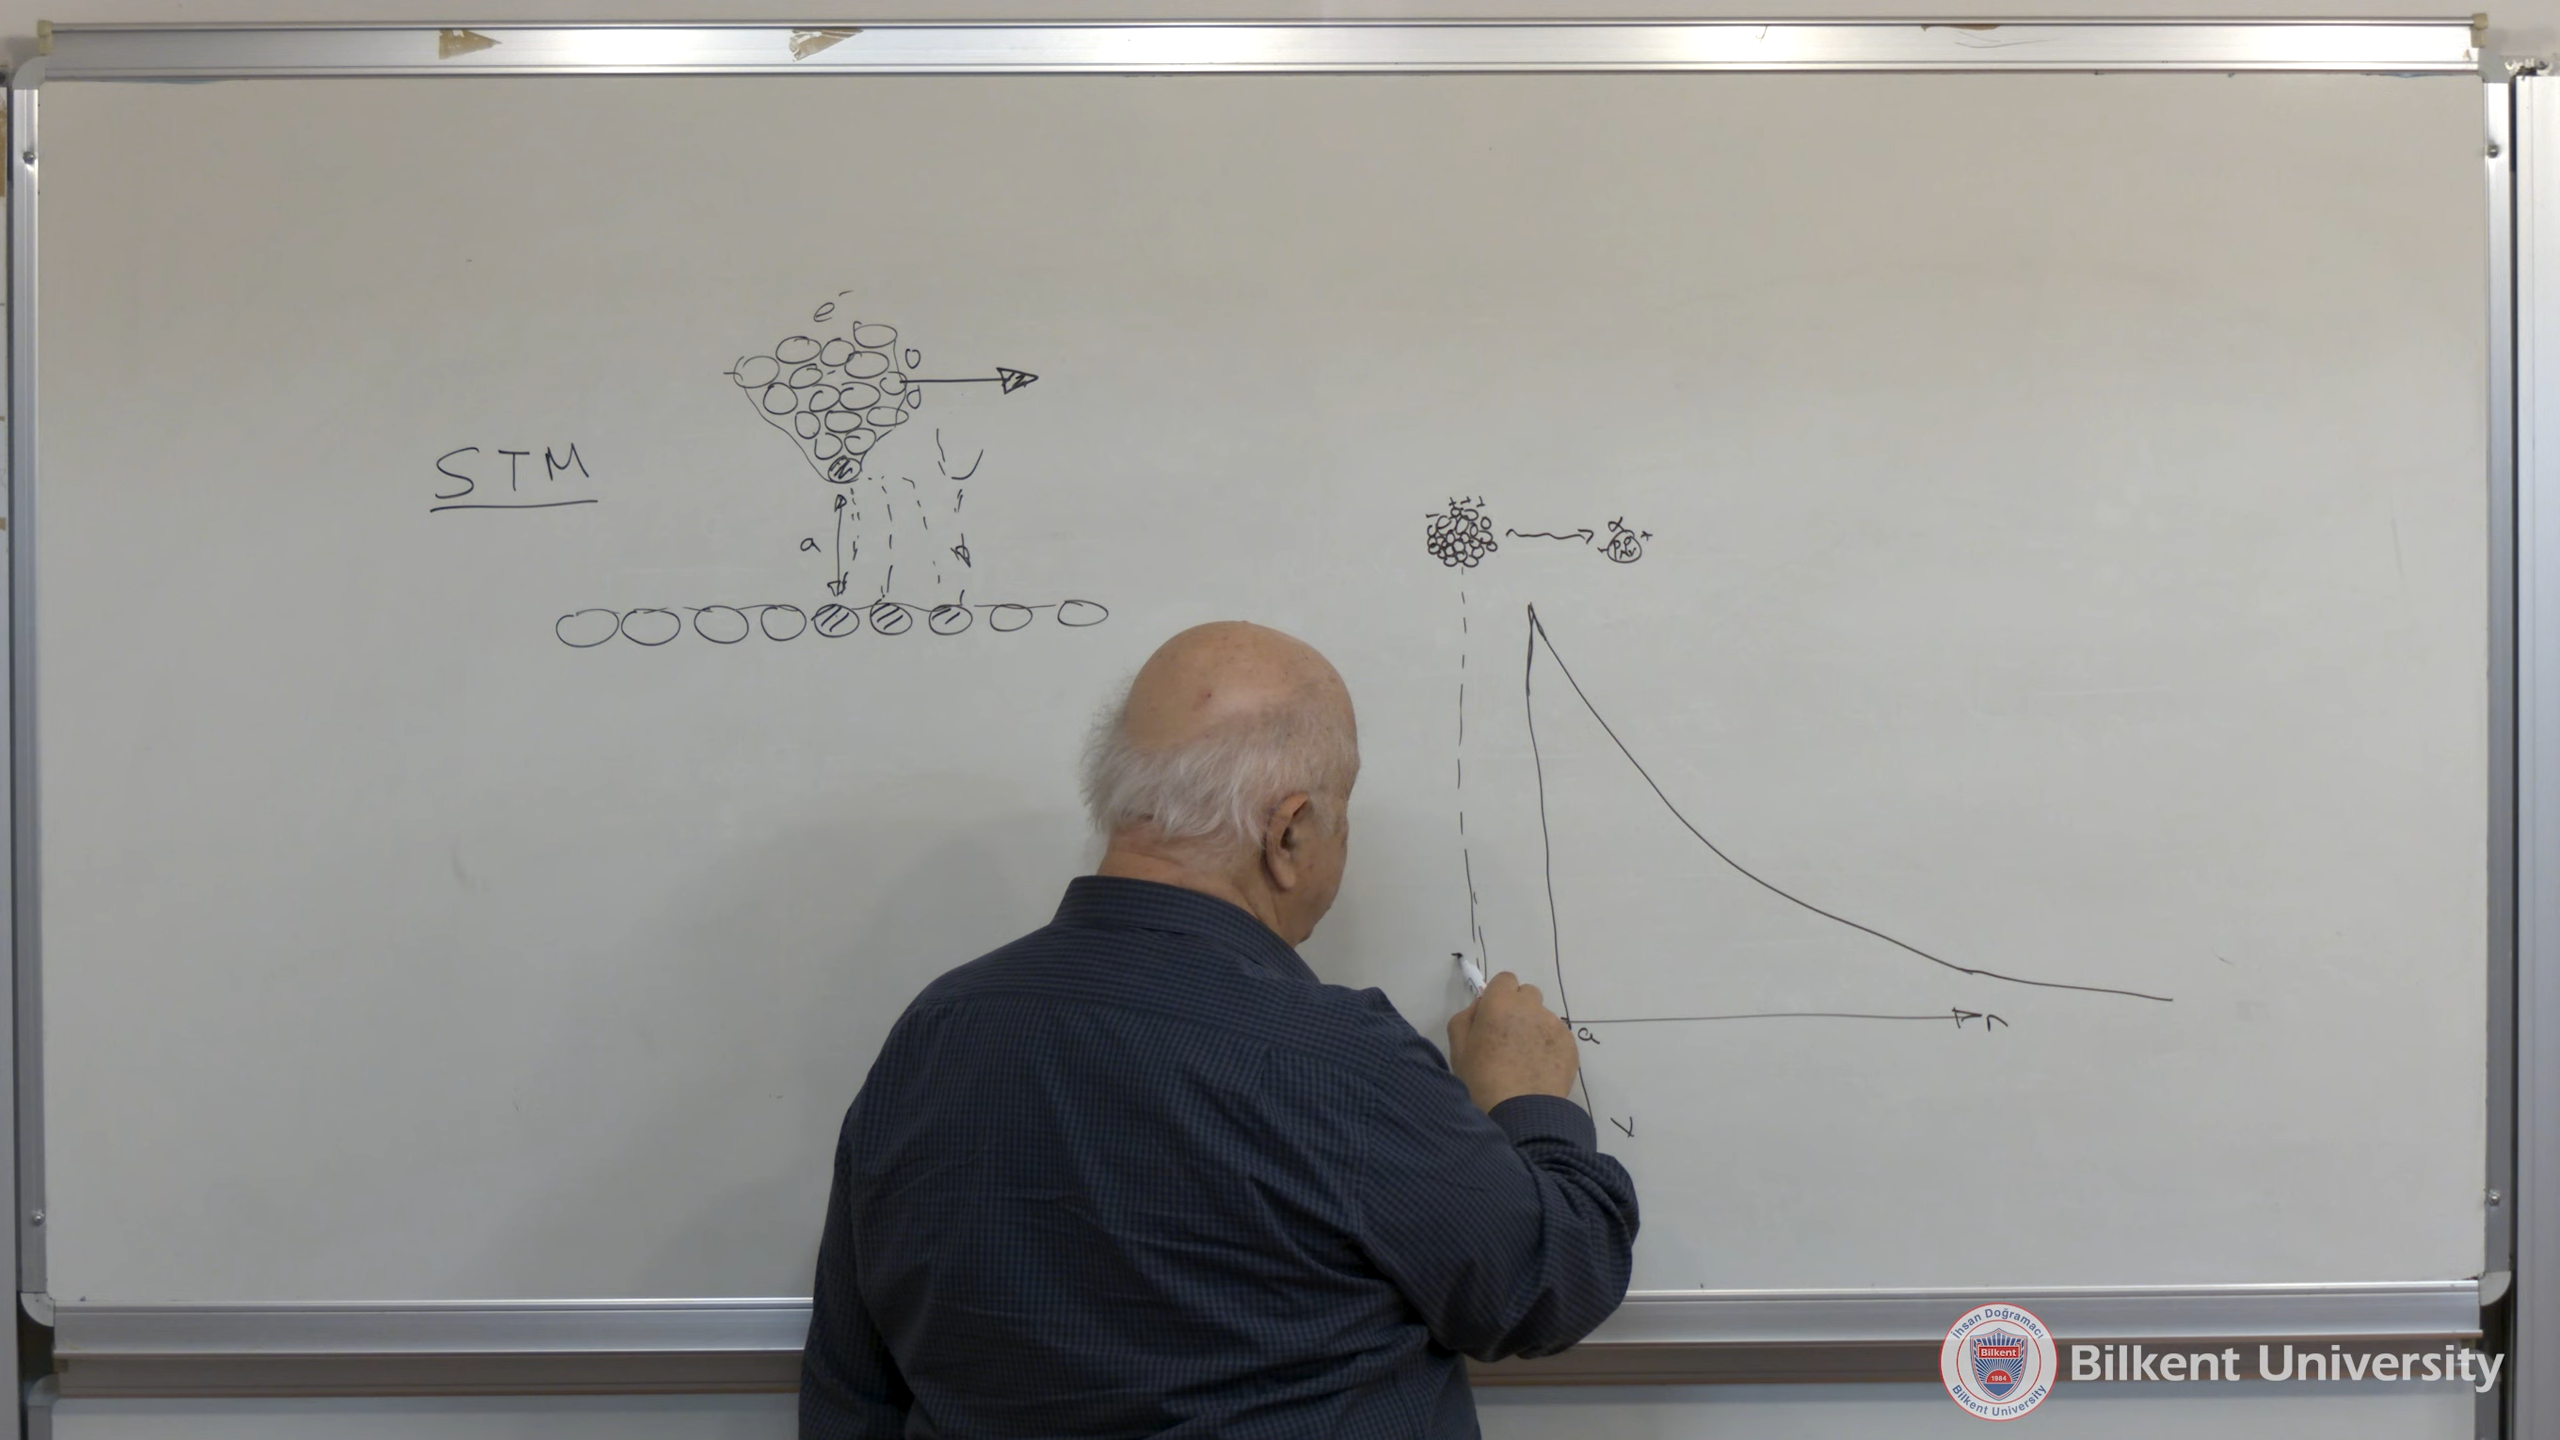 e⁻
STM
a
α
a
r
İhsan Doğramacı
Bilkent
1984
Bilkent University
Bilkent University